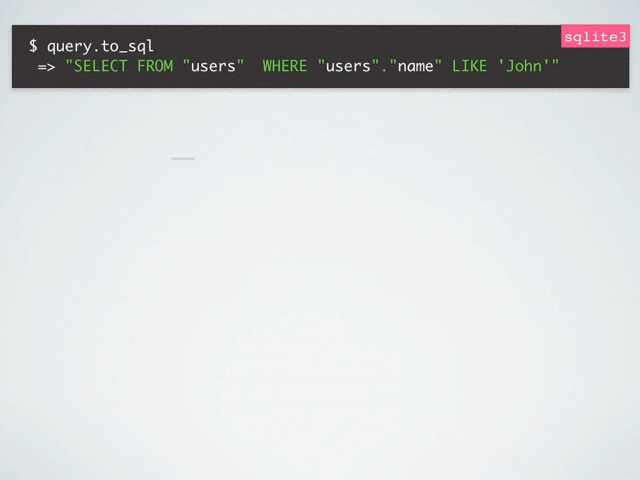 sqlite3
$ query.to_sql
=> "SELECT FROM "users"  WHERE "users"."name" LIKE 'John'"